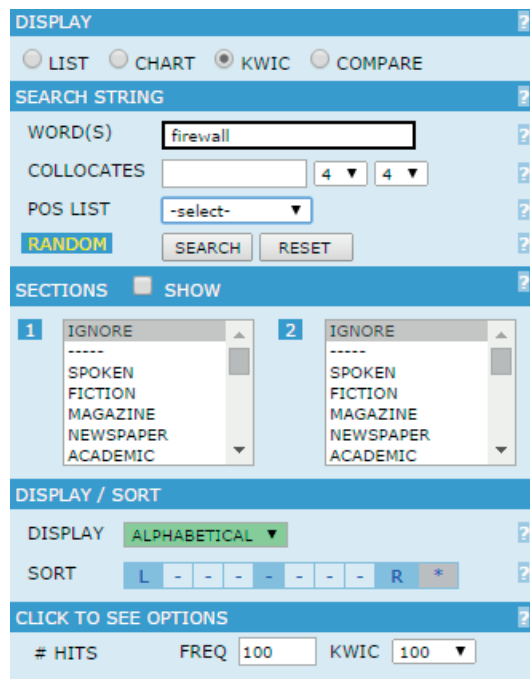 DISPLAY ?
LIST CHART KWIC COMPARE
SEARCH STRING ?
WORD(S) firewall ?
COLLOCATES 4 ▼ 4 ▼ ?
POS LIST -select- ▼ ?
RANDOM SEARCH RESET ?
SECTIONS SHOW ?
1 IGNORE 2 IGNORE
----- -----
SPOKEN SPOKEN
FICTION FICTION
MAGAZINE MAGAZINE
NEWSPAPER NEWSPAPER
ACADEMIC ACADEMIC
DISPLAY / SORT
DISPLAY ALPHABETICAL ▼ ?
SORT L - - - - - - - R * ?
CLICK TO SEE OPTIONS ?
# HITS FREQ 100 KWIC 100 ▼